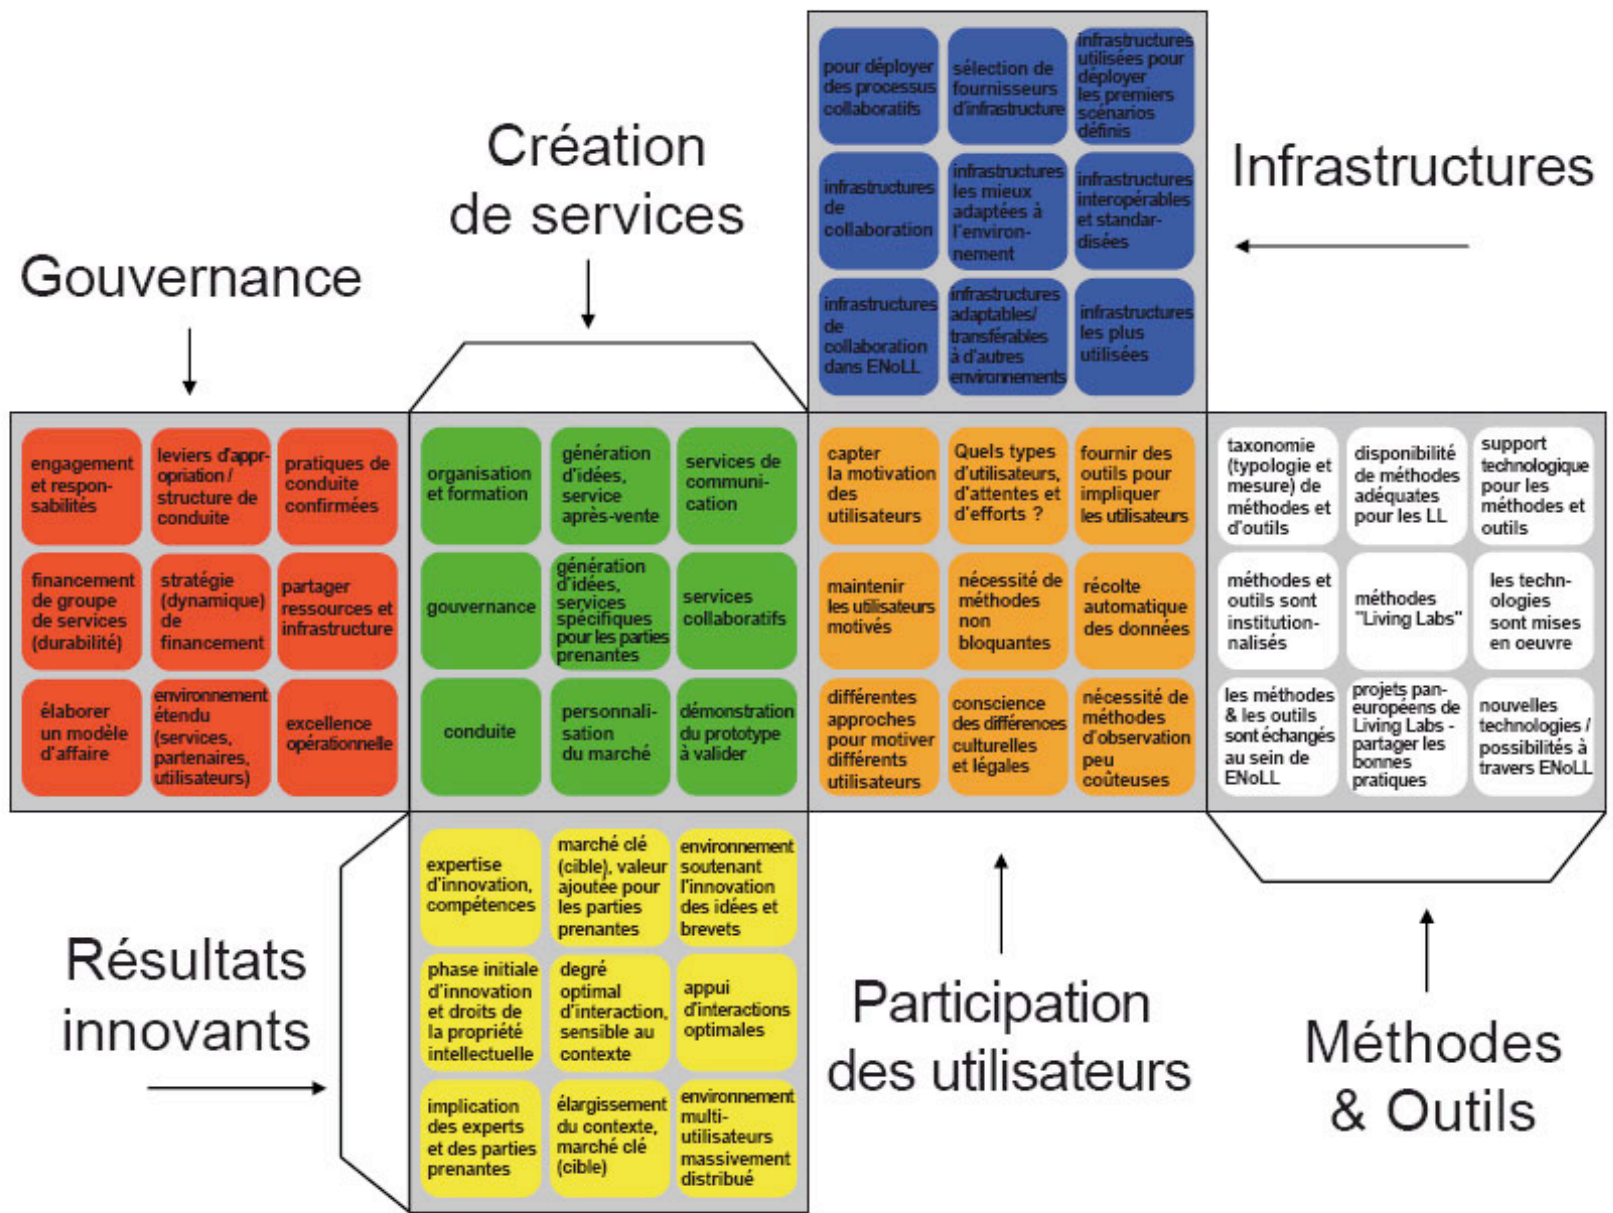 pour déployer
des processus
collaboratifs
sélection de
fournisseurs
d'infrastructure
infrastructures
utilisées pour
déployer
les premiers
scénarios
définis
infrastructures
de
collaboration
infrastructures
les mieux
adaptées à
l'environ-
nement
infrastructures
interopérables
et standar-
disées
infrastructures
de
collaboration
dans ENoLL
infrastructures
adaptables/
transférables
à d'autres
environnements
infrastructures
les plus
utilisées
Infrastructures
Création
de services
Gouvernance
engagement
et respon-
sabilités
leviers d'appr-
opriation /
structure de
conduite
pratiques de
conduite
confirmées
financement
de groupe
de services
(durabilité)
stratégie
(dynamique)
de
financement
partager
ressources et
infrastructure
élaborer
un modèle
d'affaire
environnement
étendu
(services,
partenaires,
utilisateurs)
excellence
opérationnelle
organisation
et formation
génération
d'idées,
service
après-vente
services de
communi-
cation
gouvernance
génération
d'idées,
services
spécifiques
pour les parties
prenantes
services
collaboratifs
conduite
personnali-
sation
du marché
démonstration
du prototype
à valider
capter
la motivation
des
utilisateurs
Quels types
d'utilisateurs,
d'attentes et
d'efforts ?
fournir des
outils pour
impliquer
les utilisateurs
maintenir
les utilisateurs
motivés
nécessité de
méthodes
non
bloquantes
récolte
automatique
des données
différentes
approches
pour motiver
différents
utilisateurs
conscience
des différences
culturelles
et légales
nécessité de
méthodes
d'observation
peu
coûteuses
taxonomie
(typologie et
mesure) de
méthodes et
d'outils
disponibilité
de méthodes
adéquates
pour les LL
support
technologique
pour les
méthodes et
outils
méthodes et
outils sont
institution-
nalisés
méthodes
"Living Labs"
les techn-
ologies
sont mises
en oeuvre
les méthodes
& les outils
sont échangés
au sein de
ENoLL
projets pan-
européens de
Living Labs -
partager les
bonnes
pratiques
nouvelles
technologies /
possibilités à
travers ENoLL
expertise
d'innovation,
compétences
marché clé
(cible), valeur
ajoutée pour
les parties
prenantes
environnement
soutenant
l'innovation
des idées et
brevets
phase initiale
d'innovation
et droits de
la propriété
intellectuelle
degré
optimal
d'interaction,
sensible au
contexte
appui
d'interactions
optimales
implication
des experts
et des parties
prenantes
élargissement
du contexte,
marché clé
(cible)
environnement
multi-
utilisateurs
massivement
distribué
Résultats
innovants
Participation
des utilisateurs
Méthodes
& Outils